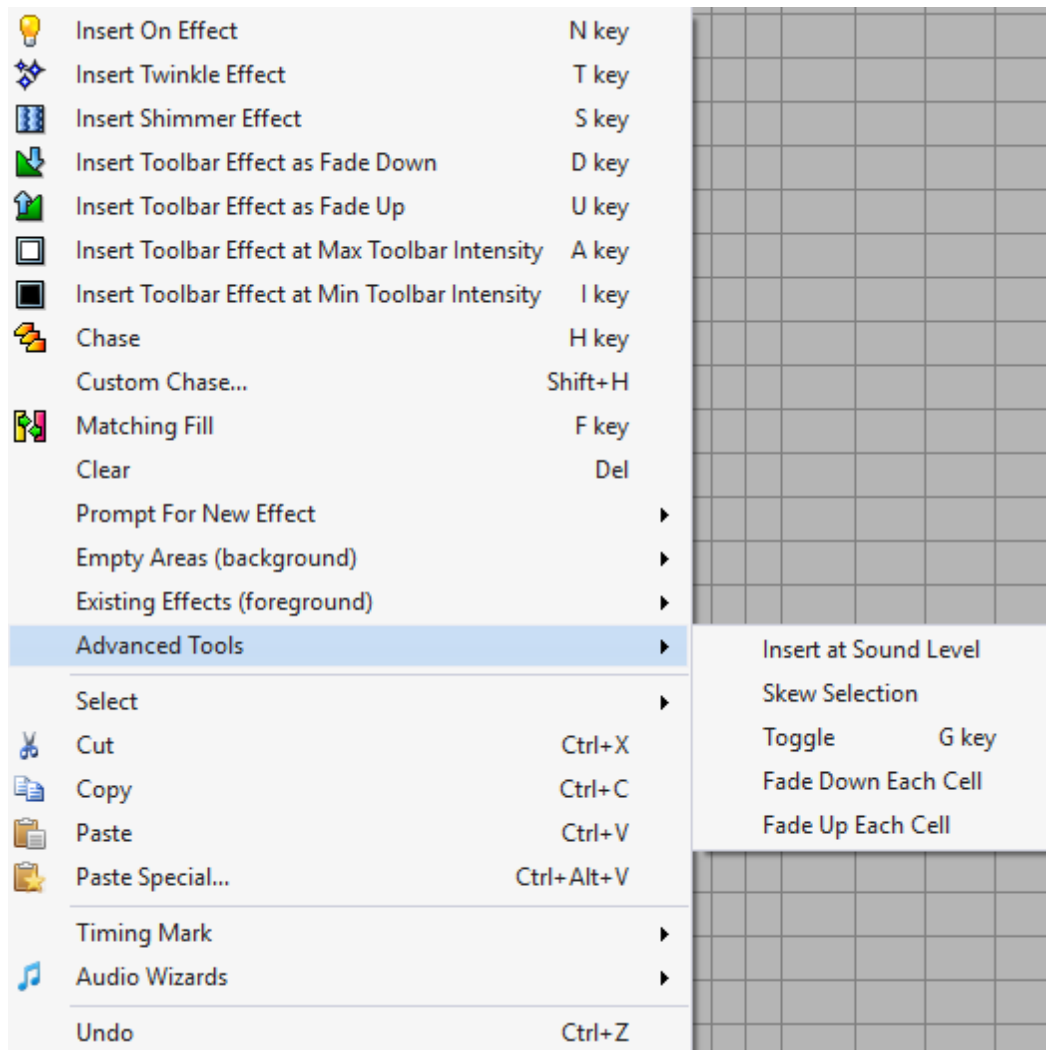 Insert On Effect N key
Insert Twinkle Effect T key
Insert Shimmer Effect S key
Insert Toolbar Effect as Fade Down D key
Insert Toolbar Effect as Fade Up U key
Insert Toolbar Effect at Max Toolbar Intensity A key
Insert Toolbar Effect at Min Toolbar Intensity I key
Chase H key
Custom Chase... Shift+H
Matching Fill F key
Clear Del
Prompt For New Effect
Empty Areas (background)
Existing Effects (foreground)
Advanced Tools
Insert at Sound Level
Skew Selection
Toggle G key
Fade Down Each Cell
Fade Up Each Cell
Select
Cut Ctrl+X
Copy Ctrl+C
Paste Ctrl+V
Paste Special... Ctrl+Alt+V
Timing Mark
Audio Wizards
Undo Ctrl+Z